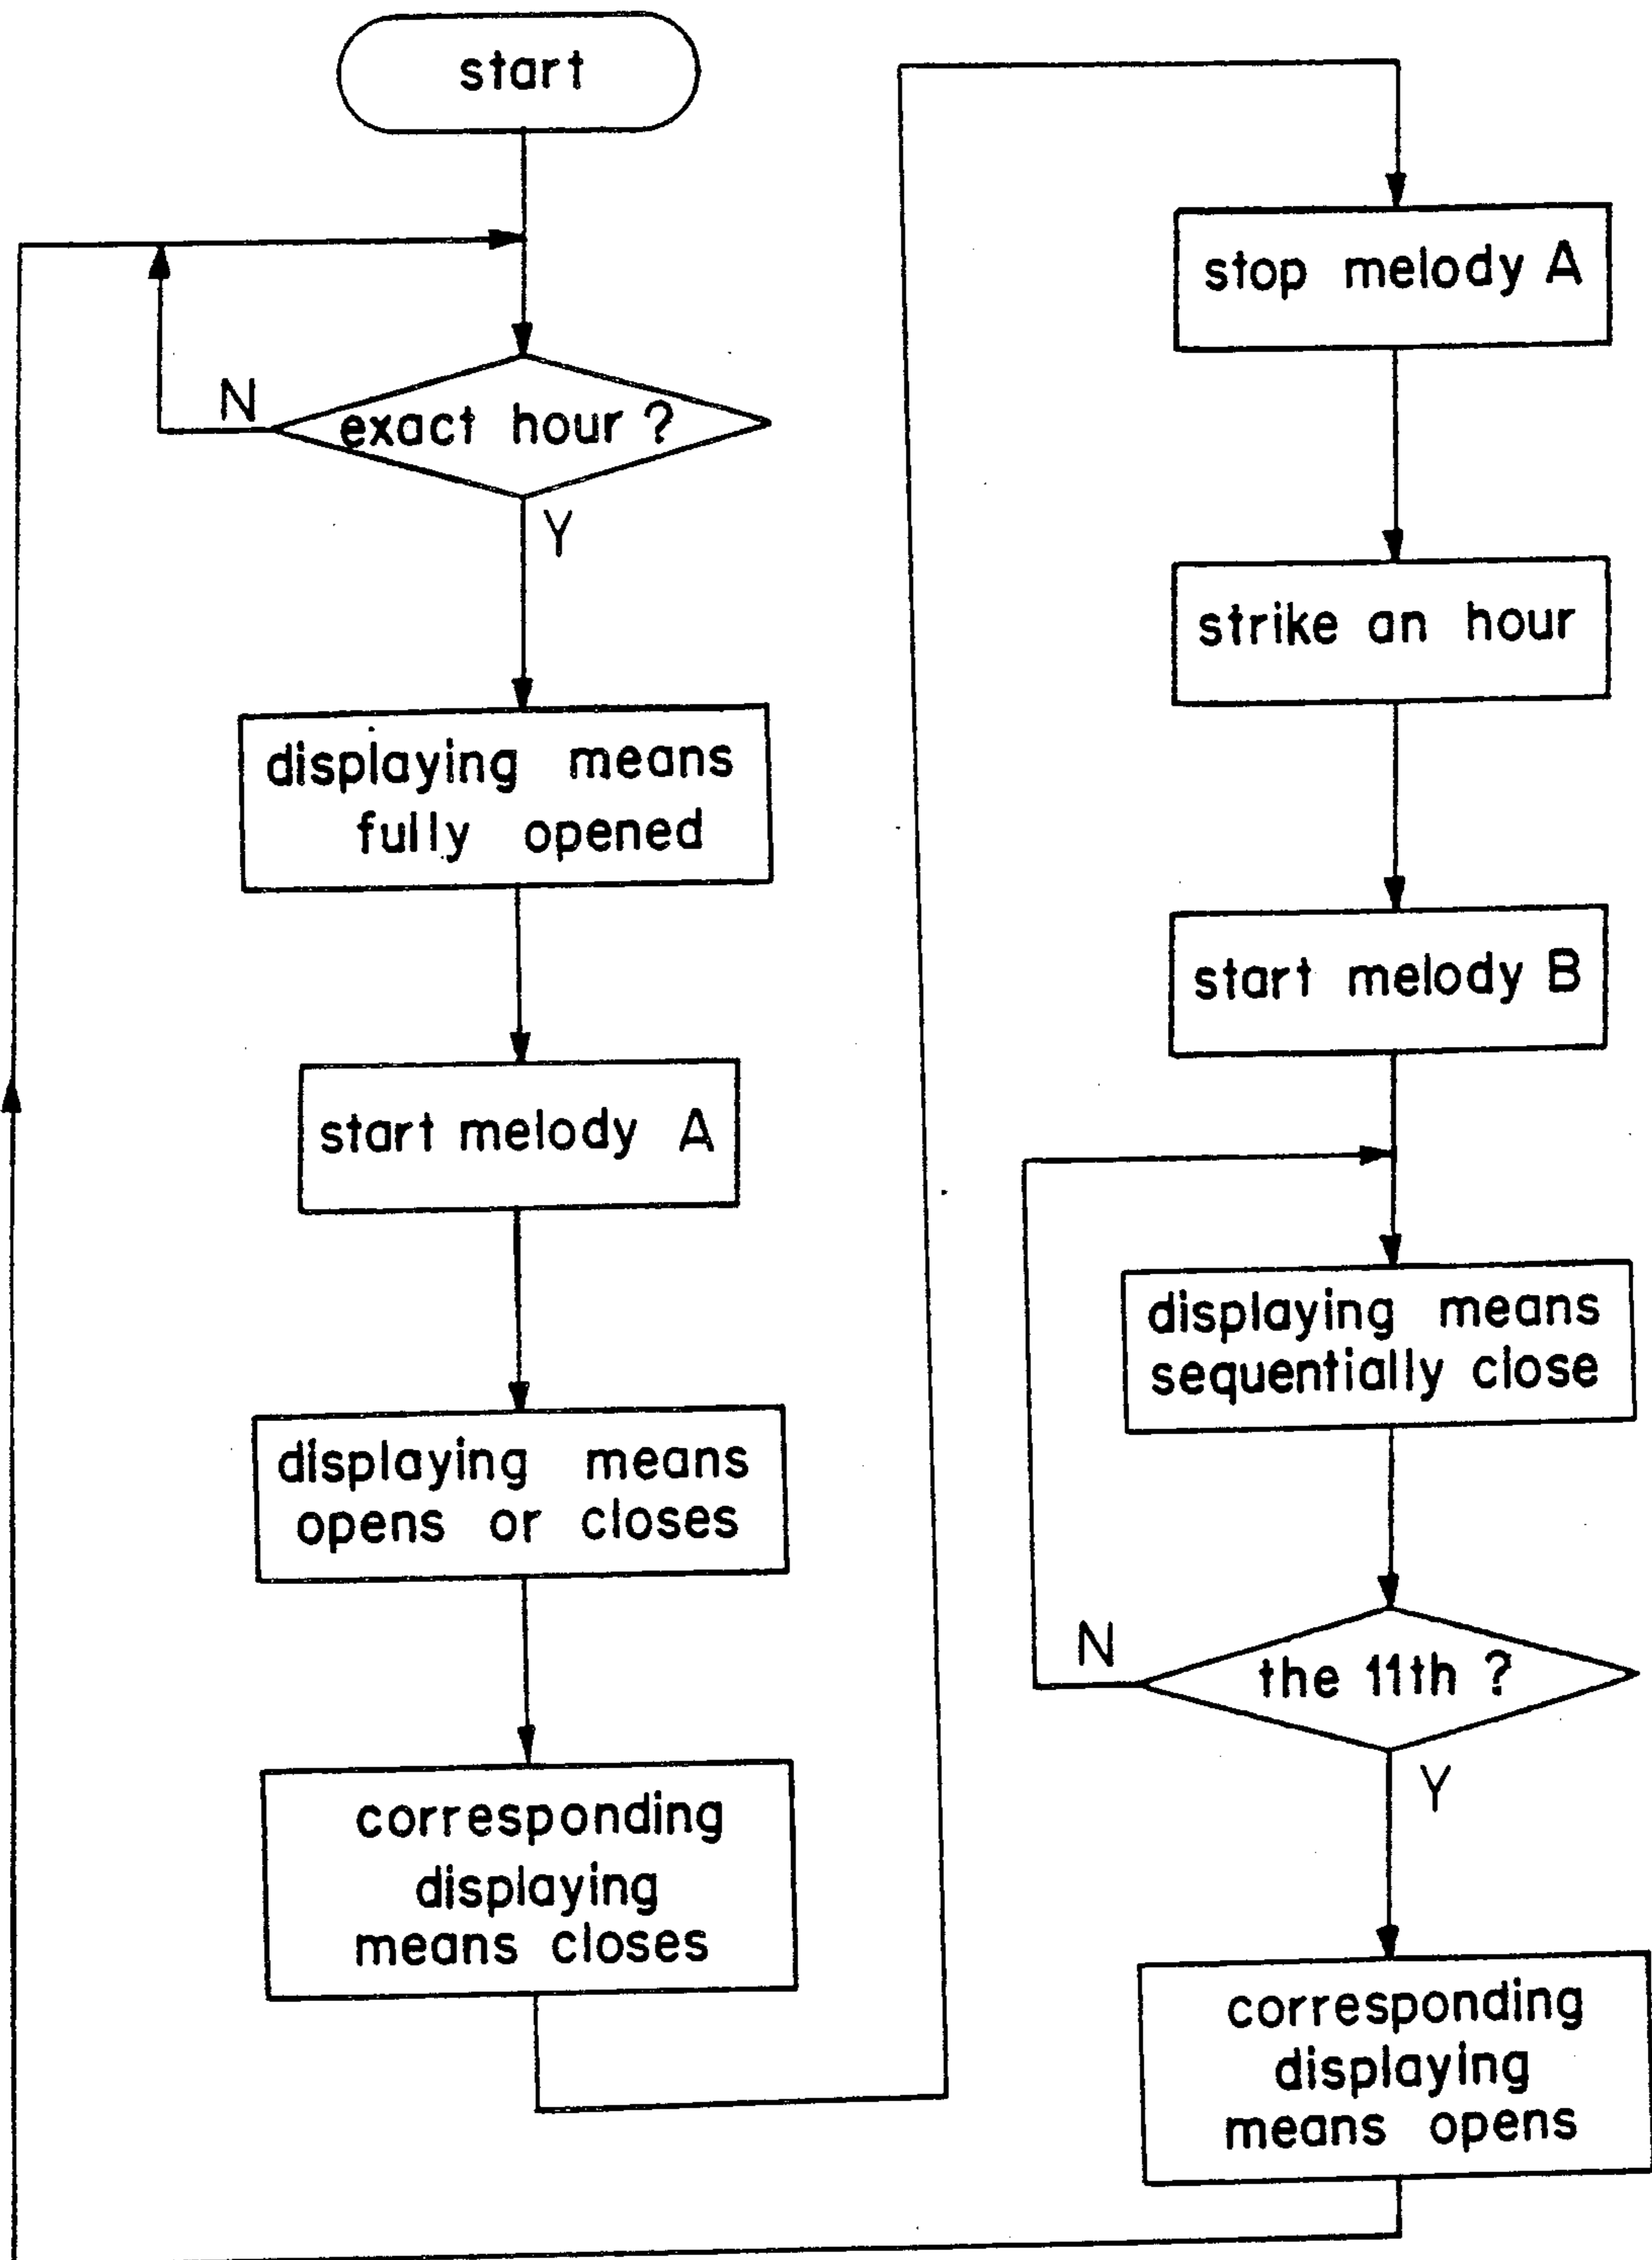 start
N
exact hour ?
Y
displaying means
fully opened
start melody A
displaying means
opens or closes
corresponding
displaying
means closes
stop melody A
strike an hour
start melody B
displaying means
sequentially close
N
the 11th ?
Y
corresponding
displaying
means opens